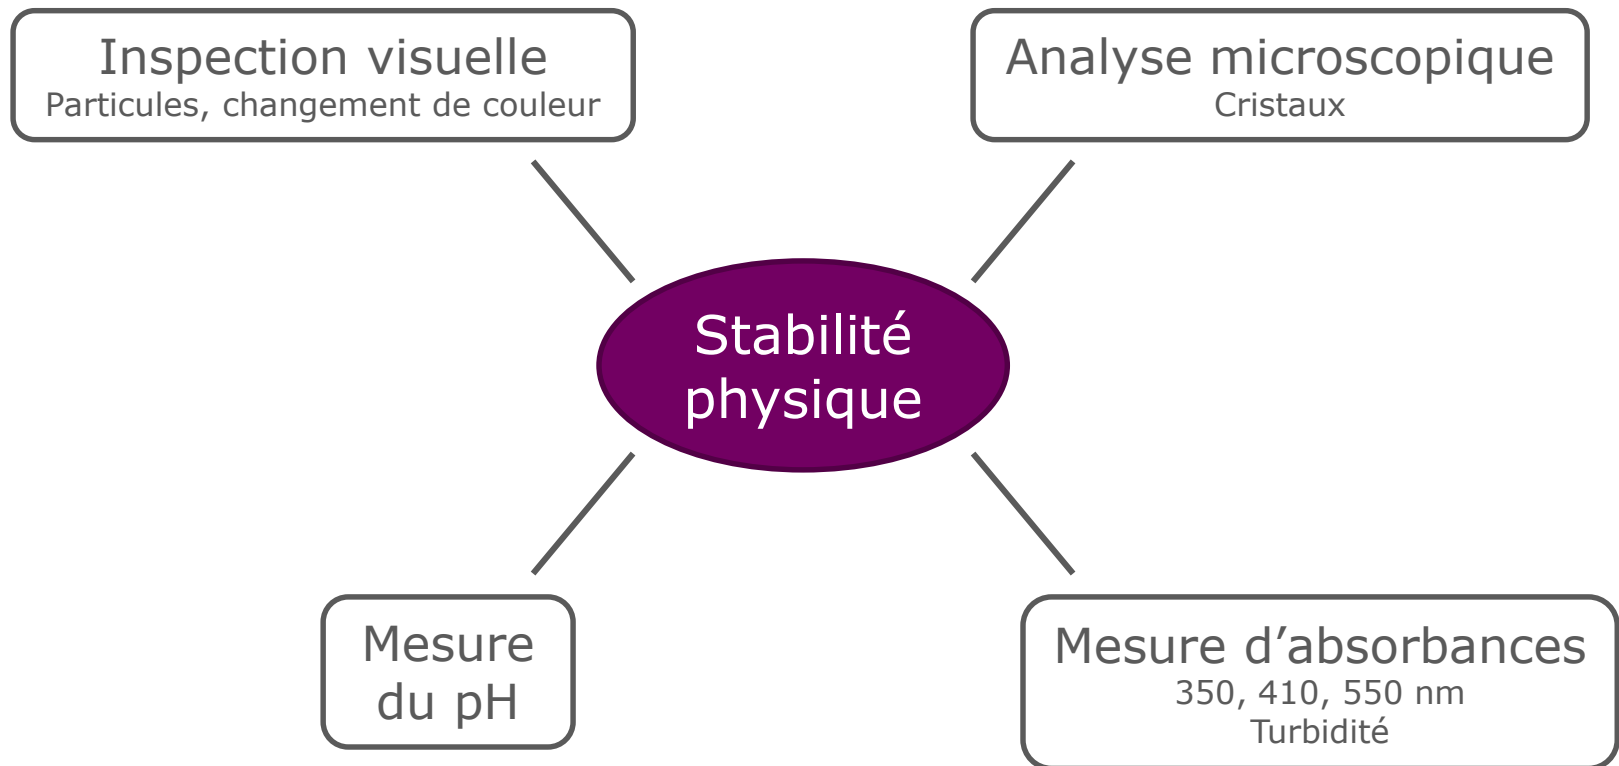 Inspection visuelle
Particules, changement de couleur
Analyse microscopique
Cristaux
Stabilité
physique
Mesure
du pH
Mesure d’absorbances
350, 410, 550 nm
Turbidité